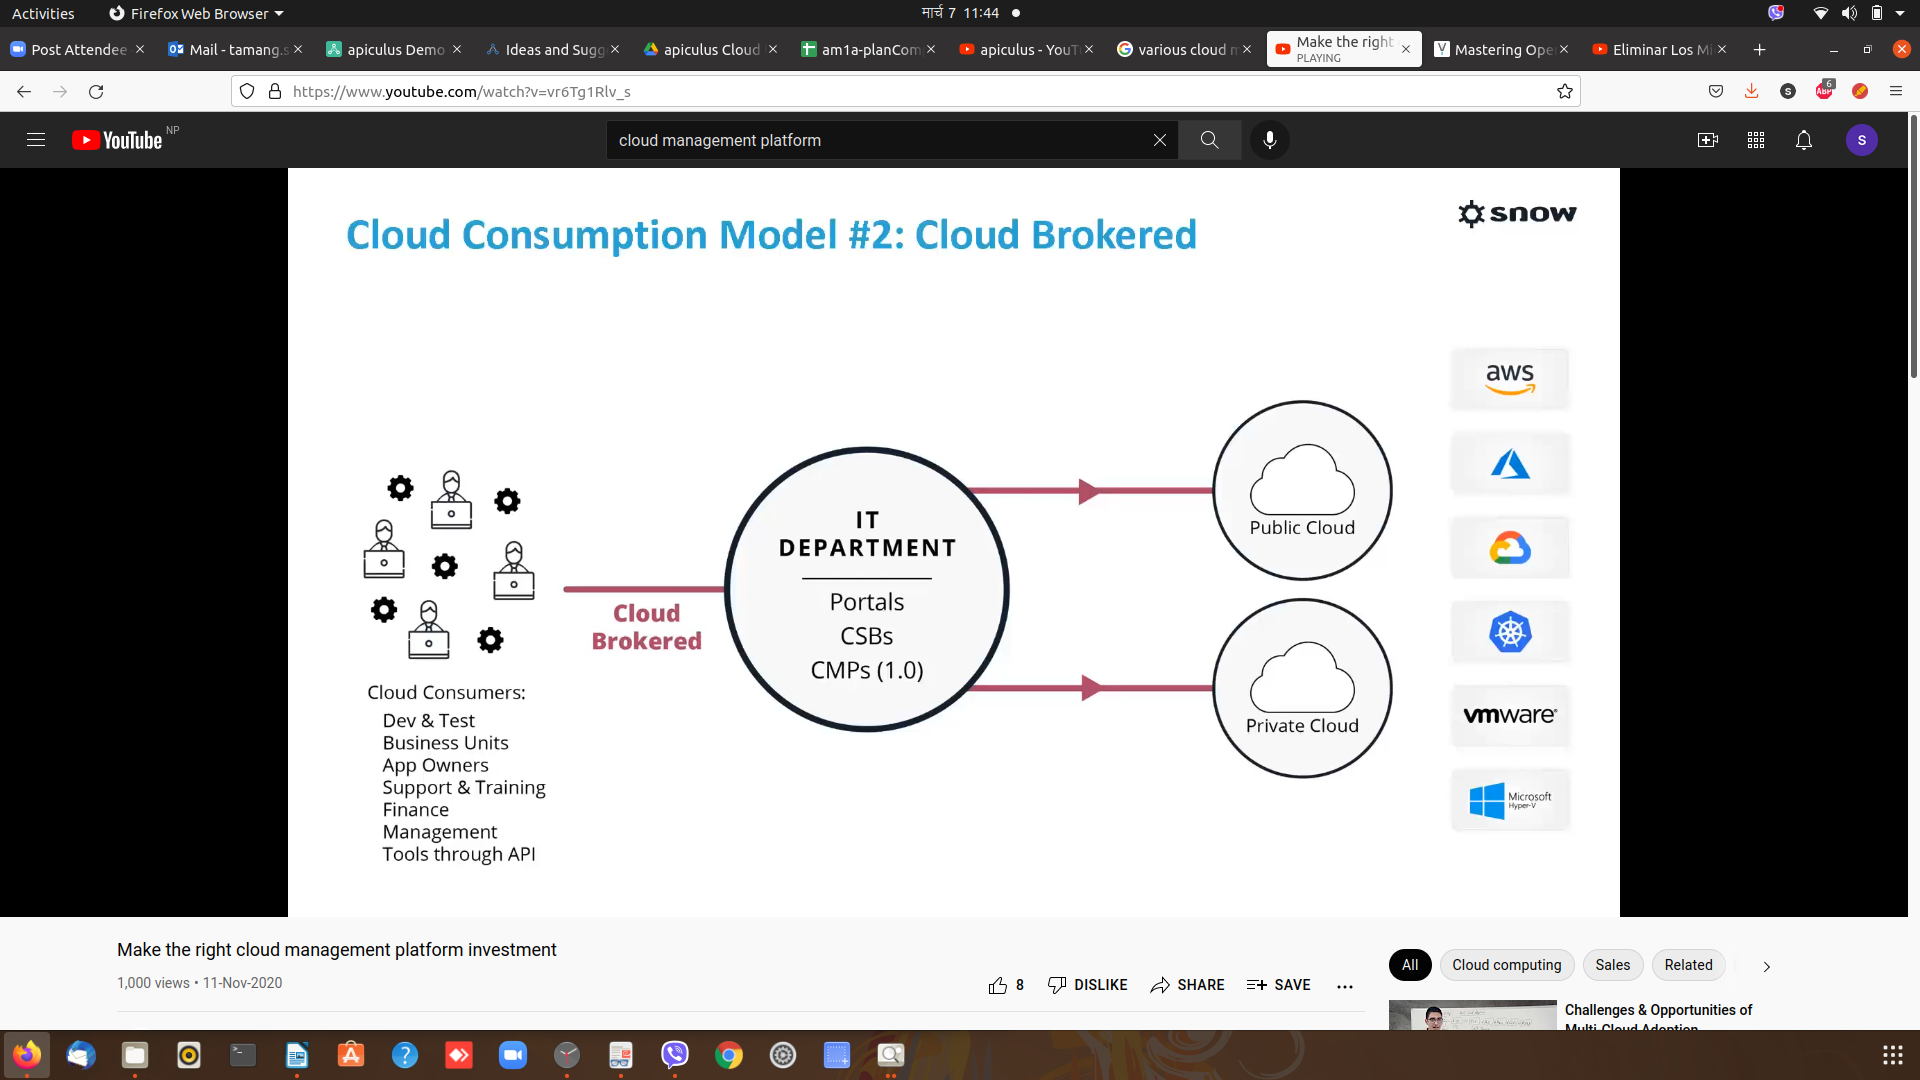 Activities
Firefox Web Browser
मार्च 7 11:44
Post Attendee
Mail - tamang.s
apiculus Demo
Ideas and Sugg
apiculus Cloud
am1a-planCom
apiculus - YouT
various cloud m
Make the right
PLAYING
Mastering Ope
Eliminar Los Mi
https://www.youtube.com/watch?v=vr6Tg1Rlv_s
S
6
ABP
YouTube NP
cloud management platform
S
Cloud Consumption Model #2: Cloud Brokered
snow
aws
IT
DEPARTMENT
Portals
CSBs
CMPs (1.0)
Cloud
Brokered
Public Cloud
Private Cloud
vmware®
Microsoft
Hyper-V
Cloud Consumers:
Dev & Test
Business Units
App Owners
Support & Training
Finance
Management
Tools through API
Make the right cloud management platform investment
1,000 views • 11-Nov-2020
8
DISLIKE
SHARE
SAVE
All
Cloud computing
Sales
Related
Challenges & Opportunities of
Multi-Cloud Adoption